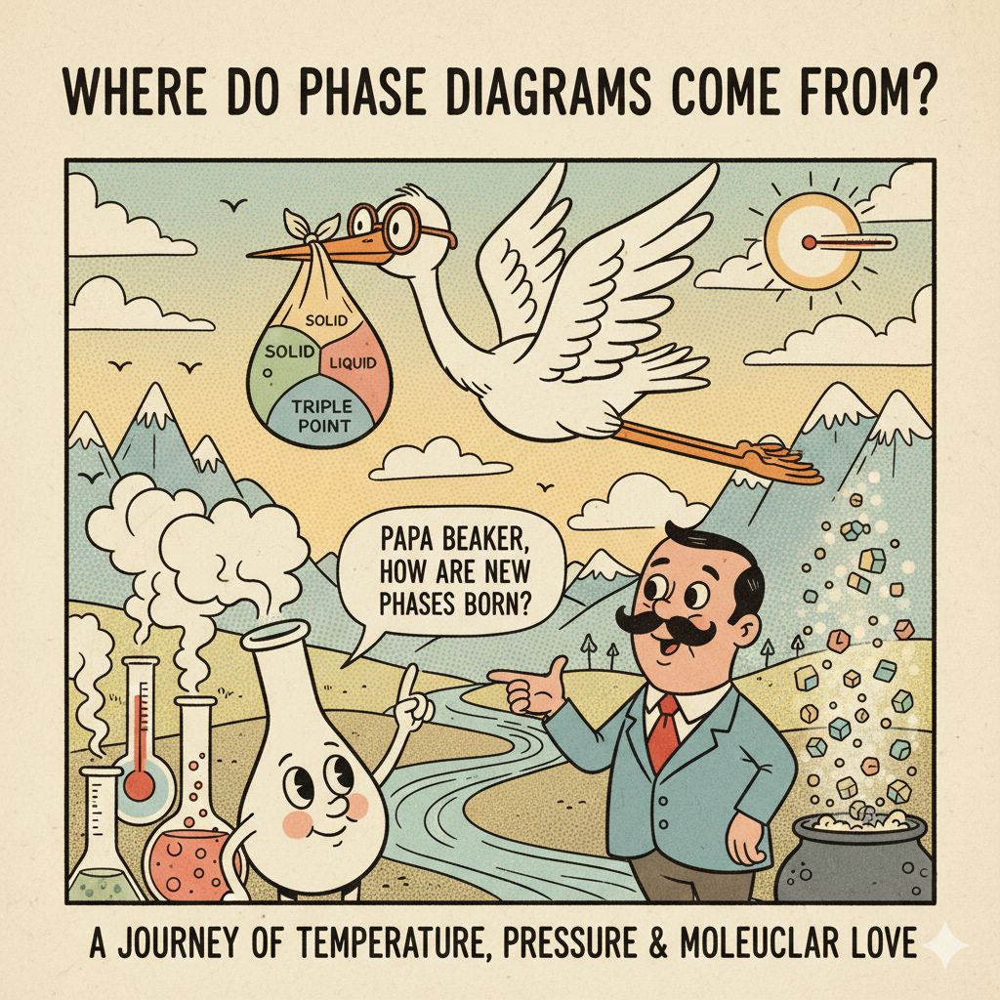 WHERE DO PHASE DIAGRAMS COME FROM?
SOLID
SOLID
LIQUID
TRIPLE
POINT
PAPA BEAKER,
HOW ARE NEW
PHASES BORN?
A JOURNEY OF TEMPERATURE, PRESSURE & MOLEUCLAR LOVE